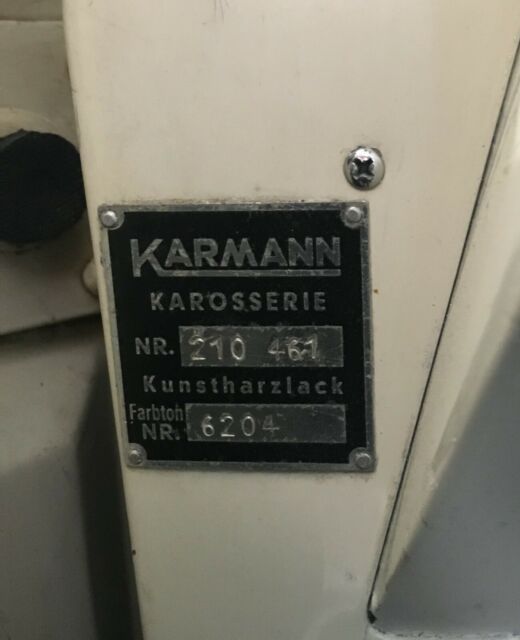 KARMANN
KAROSSERIE
NR. 210 461
Kunstharzlack
Farbton
NR. 6204